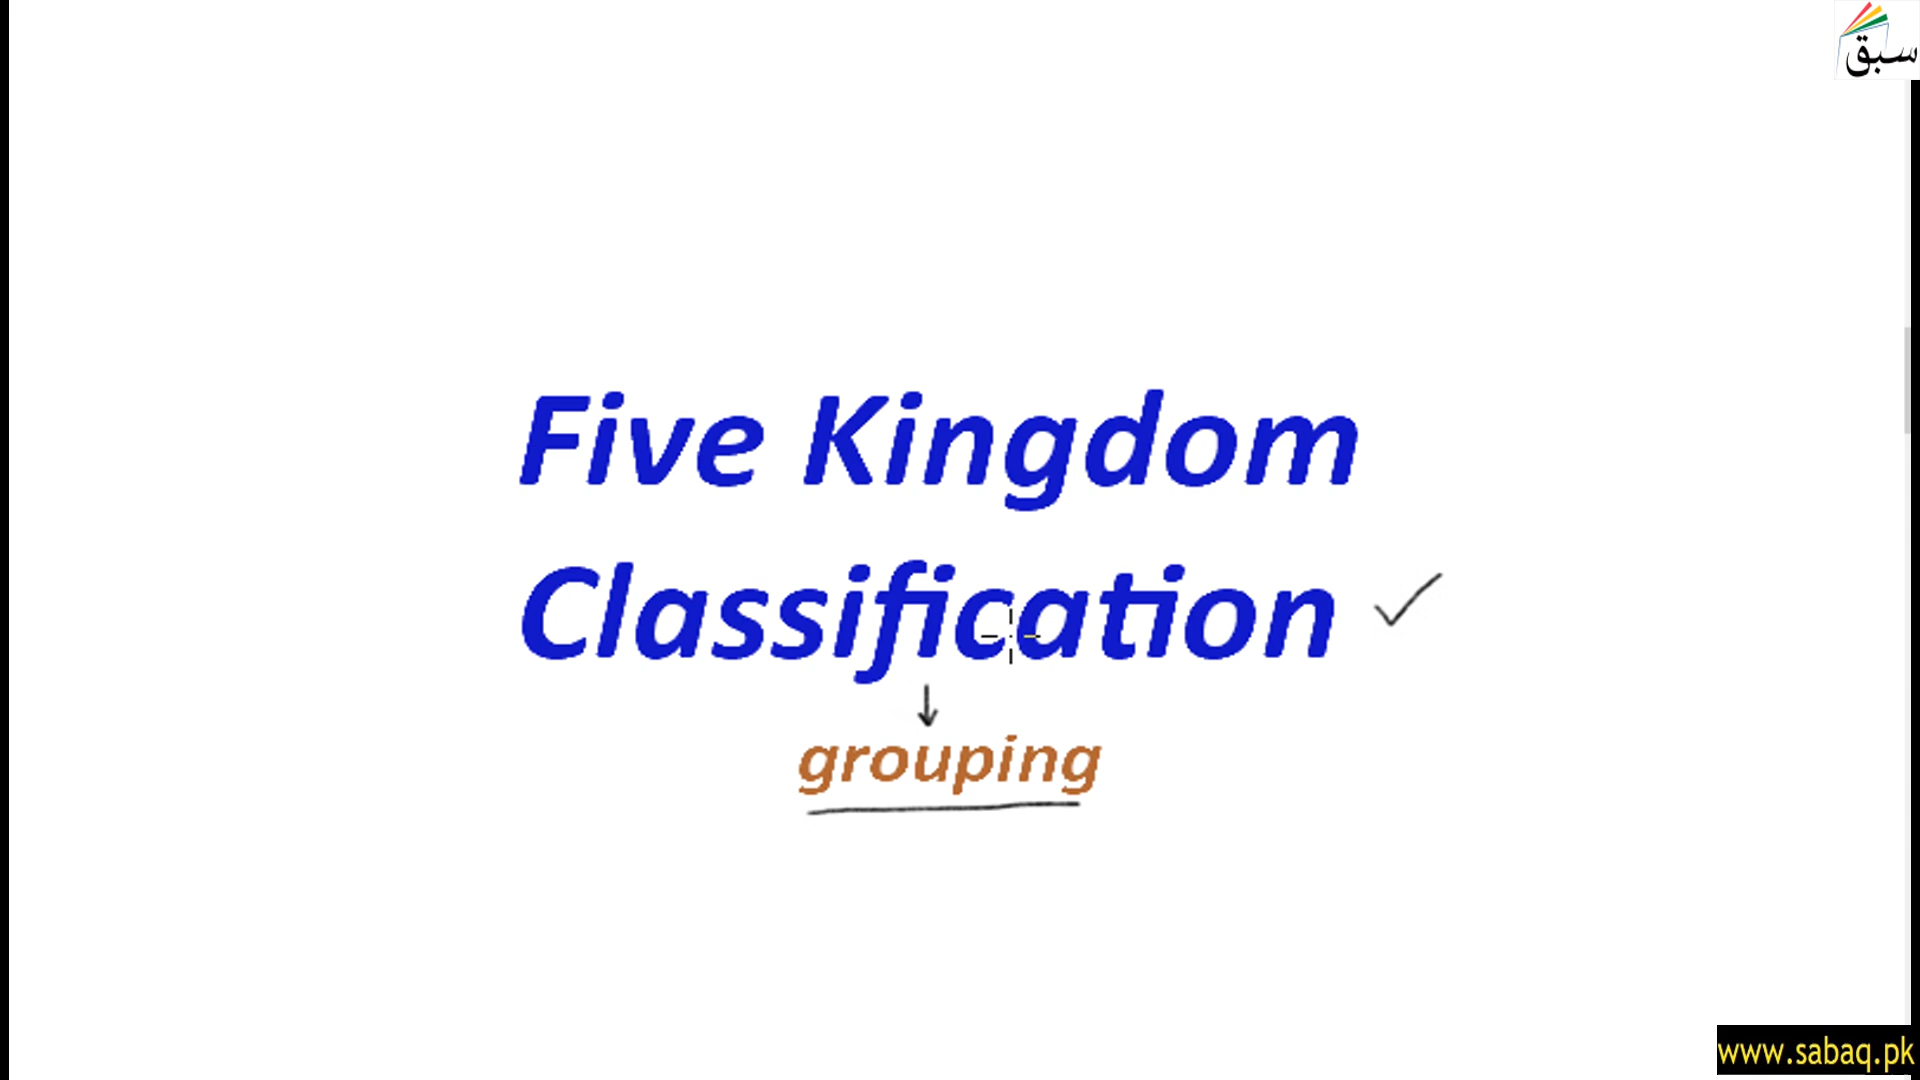 سبق
Five Kingdom
Classification
grouping
www.sabaq.pk